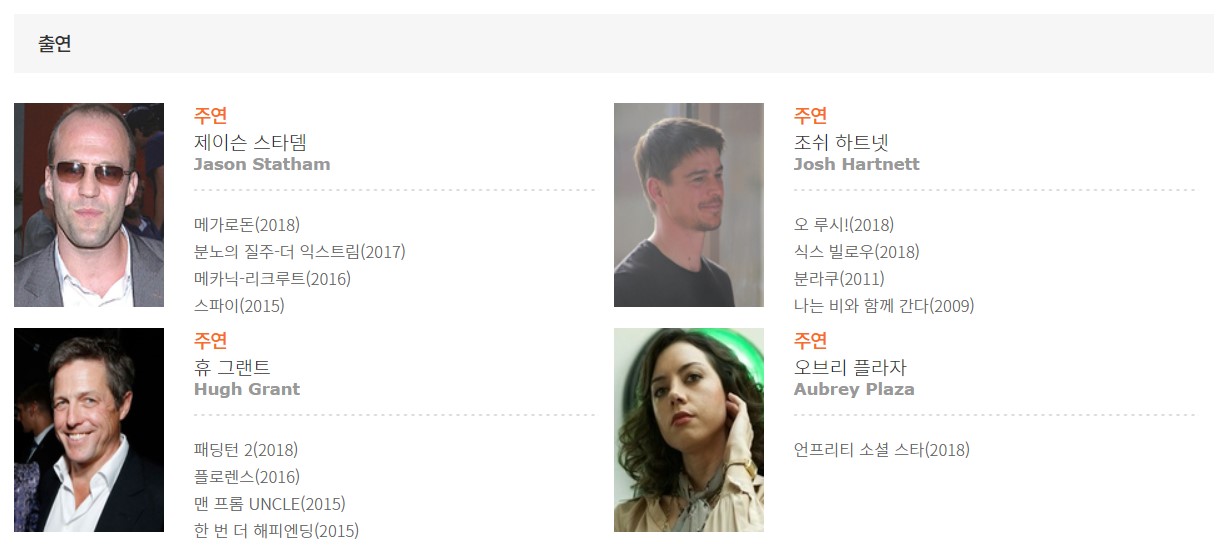 출연
주연
제이슨 스타뎀
Jason Statham
메가로돈(2018)
분노의 질주-더 익스트림(2017)
메카닉-리크루트(2016)
스파이(2015)
주연
조쉬 하트넷
Josh Hartnett
오 루시!(2018)
식스 빌로우(2018)
분라쿠(2011)
나는 비와 함께 간다(2009)
주연
휴 그랜트
Hugh Grant
패딩턴 2(2018)
플로렌스(2016)
맨 프롬 UNCLE(2015)
한 번 더 해피엔딩(2015)
주연
오브리 플라자
Aubrey Plaza
언프리티 소셜 스타(2018)